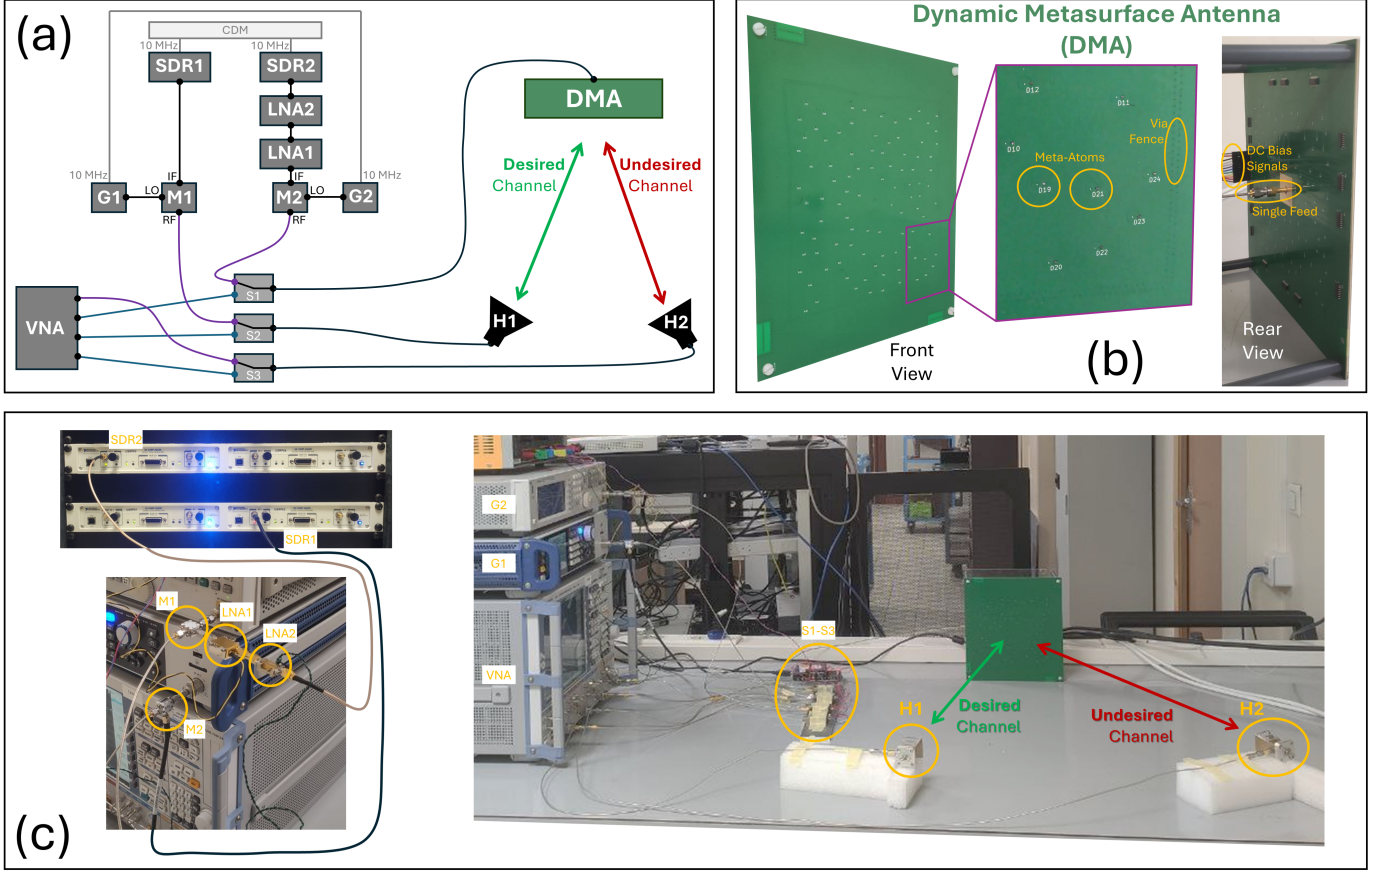 (a)
CDM
10 MHz
10 MHz
SDR1
SDR2
LNA2
LNA1
10 MHz
10 MHz
IF
IF
G1
LO
M1
M2
LO
G2
RF
RF
VNA
S1
S2
S3
DMA
Desired
Channel
Undesired
Channel
H1
H2
Dynamic Metasurface Antenna
(DMA)
D12
D11
D10
Via
Fence
Meta-Atoms
D19
D21
D24
D23
D22
D20
DC Bias
Signals
Single Feed
Front
View
(b)
Rear
View
SDR2
SDR1
M1
LNA1
LNA2
M2
(c)
G2
G1
VNA
S1-S3
H1
Desired
Channel
Undesired
Channel
H2